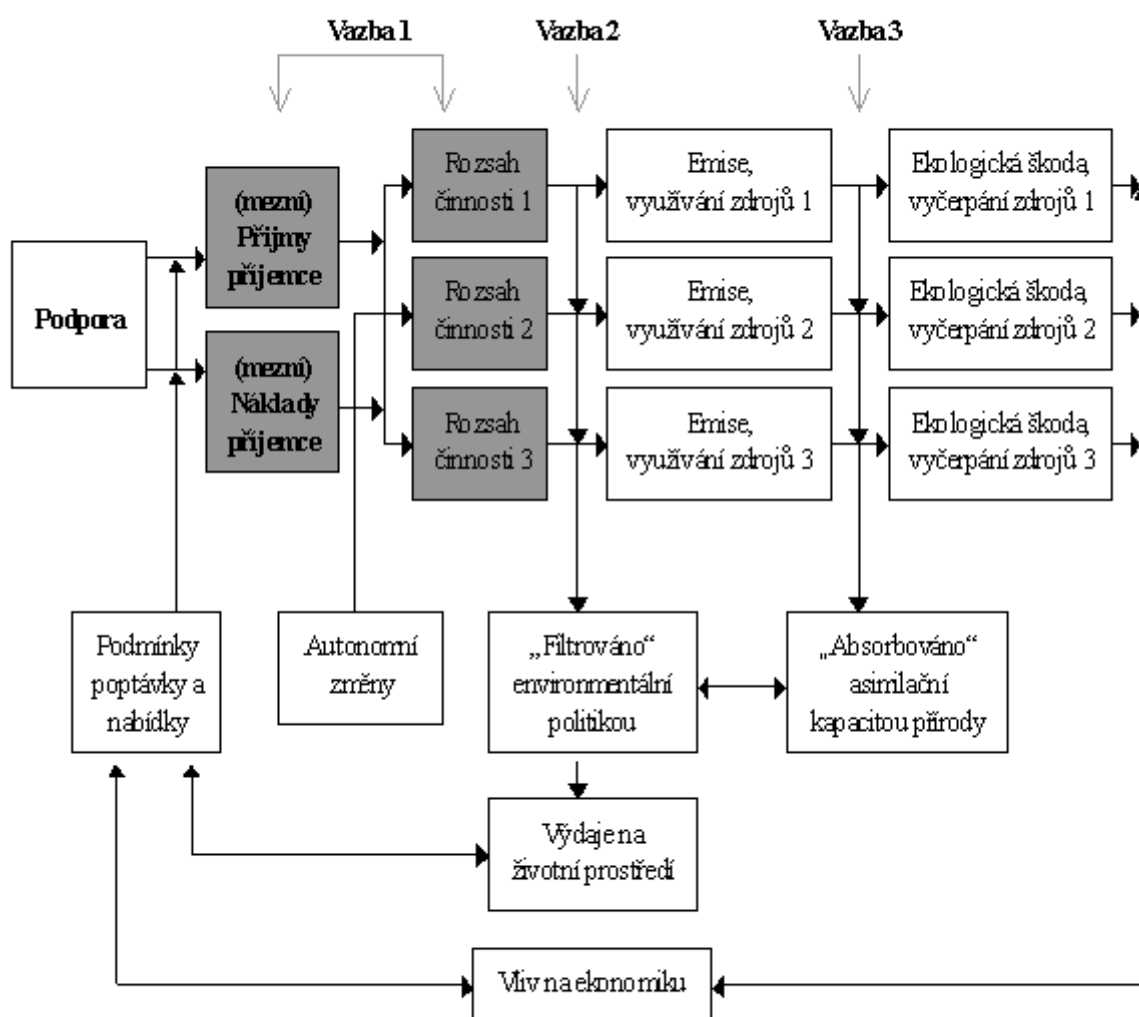 Vazba 1
Vazba 2
Vazba 3
Podpora
(mezní)
Příjmy
příjemce
(mezní)
Náklady
příjemce
Rozsah
činnosti 1
Emise,
využívání zdrojů 1
Ekologická škoda,
vyčerpání zdrojů 1
Rozsah
činnosti 2
Emise,
využívání zdrojů 2
Ekologická škoda,
vyčerpání zdrojů 2
Rozsah
činnosti 3
Emise,
využívání zdrojů 3
Ekologická škoda,
vyčerpání zdrojů 3
Podmínky
poptávky a
nabídky
Autonomní
změny
„Filtrováno“
environmentální
politikou
„Absorbováno“
asimilační
kapacitou přírody
Výdaje na
životní prostředí
Vliv na ekonomiku